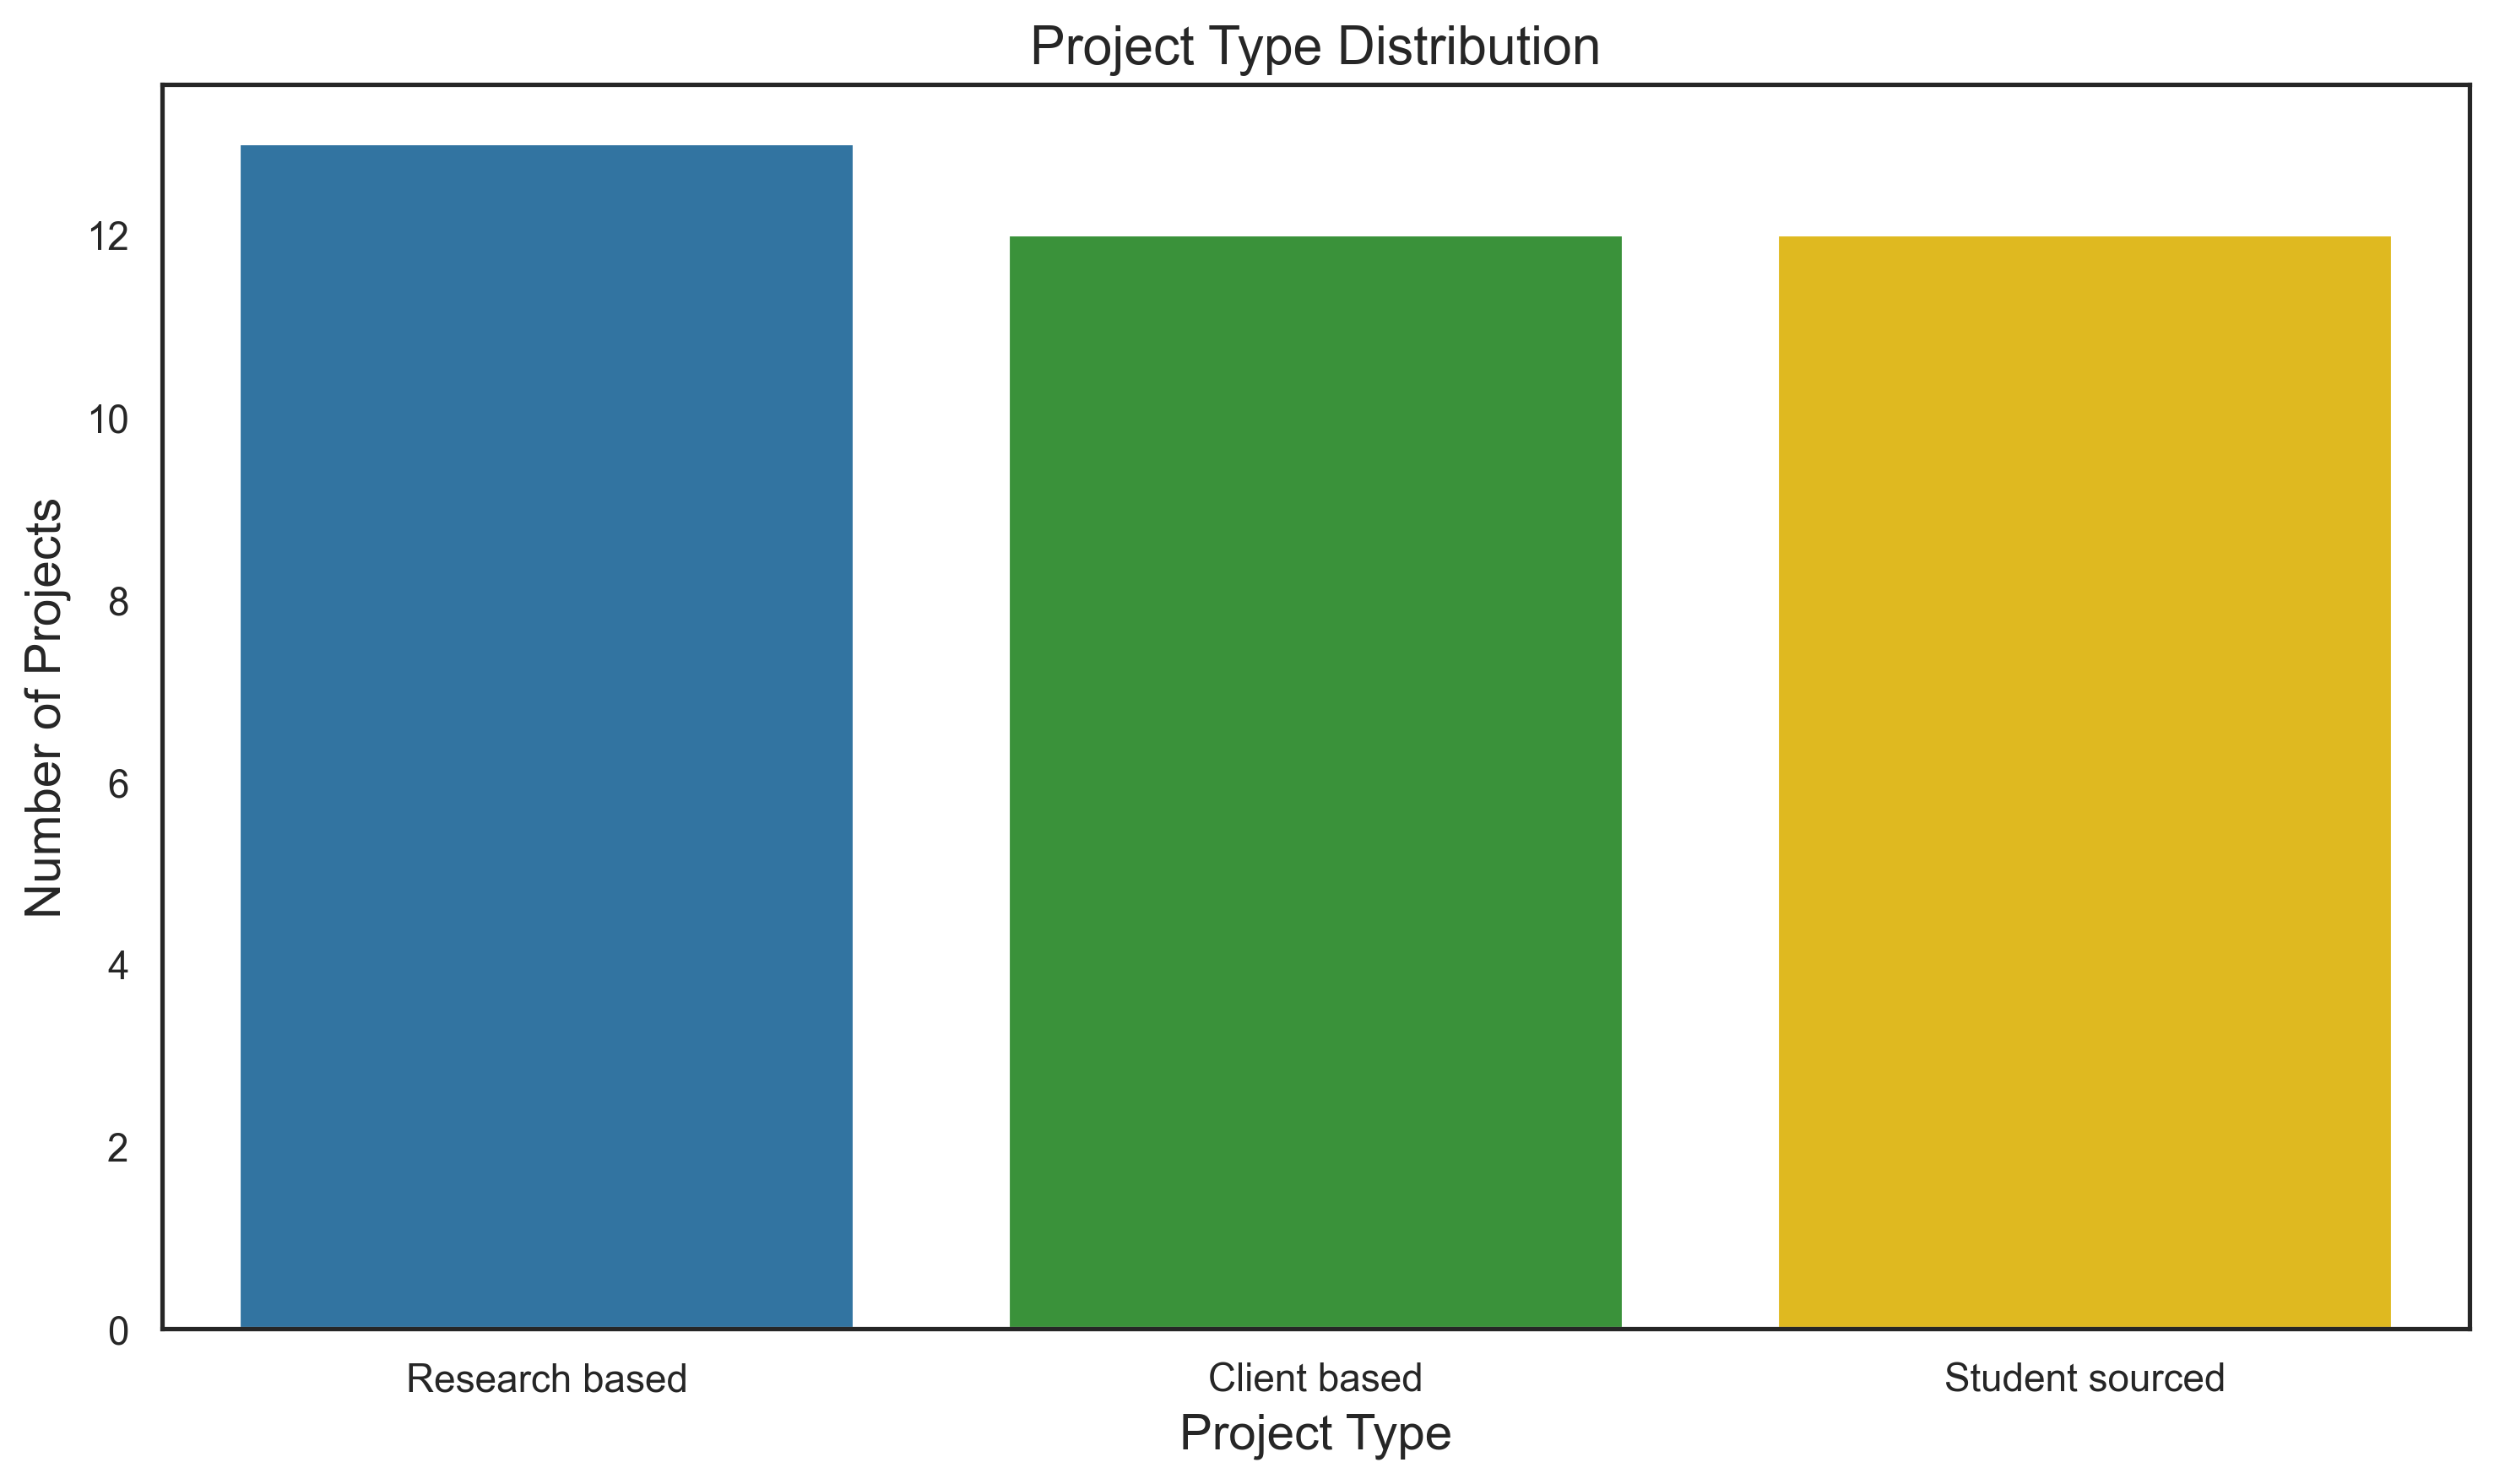 Project Type Distribution
Number of Projects
12
10
8
6
4
2
0
Research based
Client based
Student sourced
Project Type